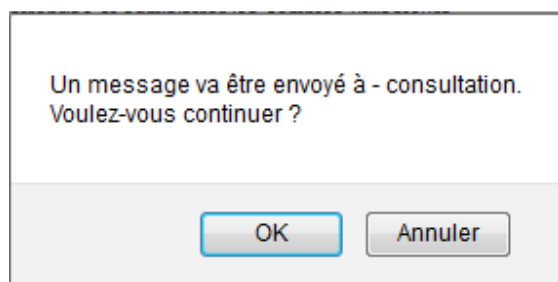 Un message va être envoyé à - consultation.
Voulez-vous continuer ?
OK
Annuler